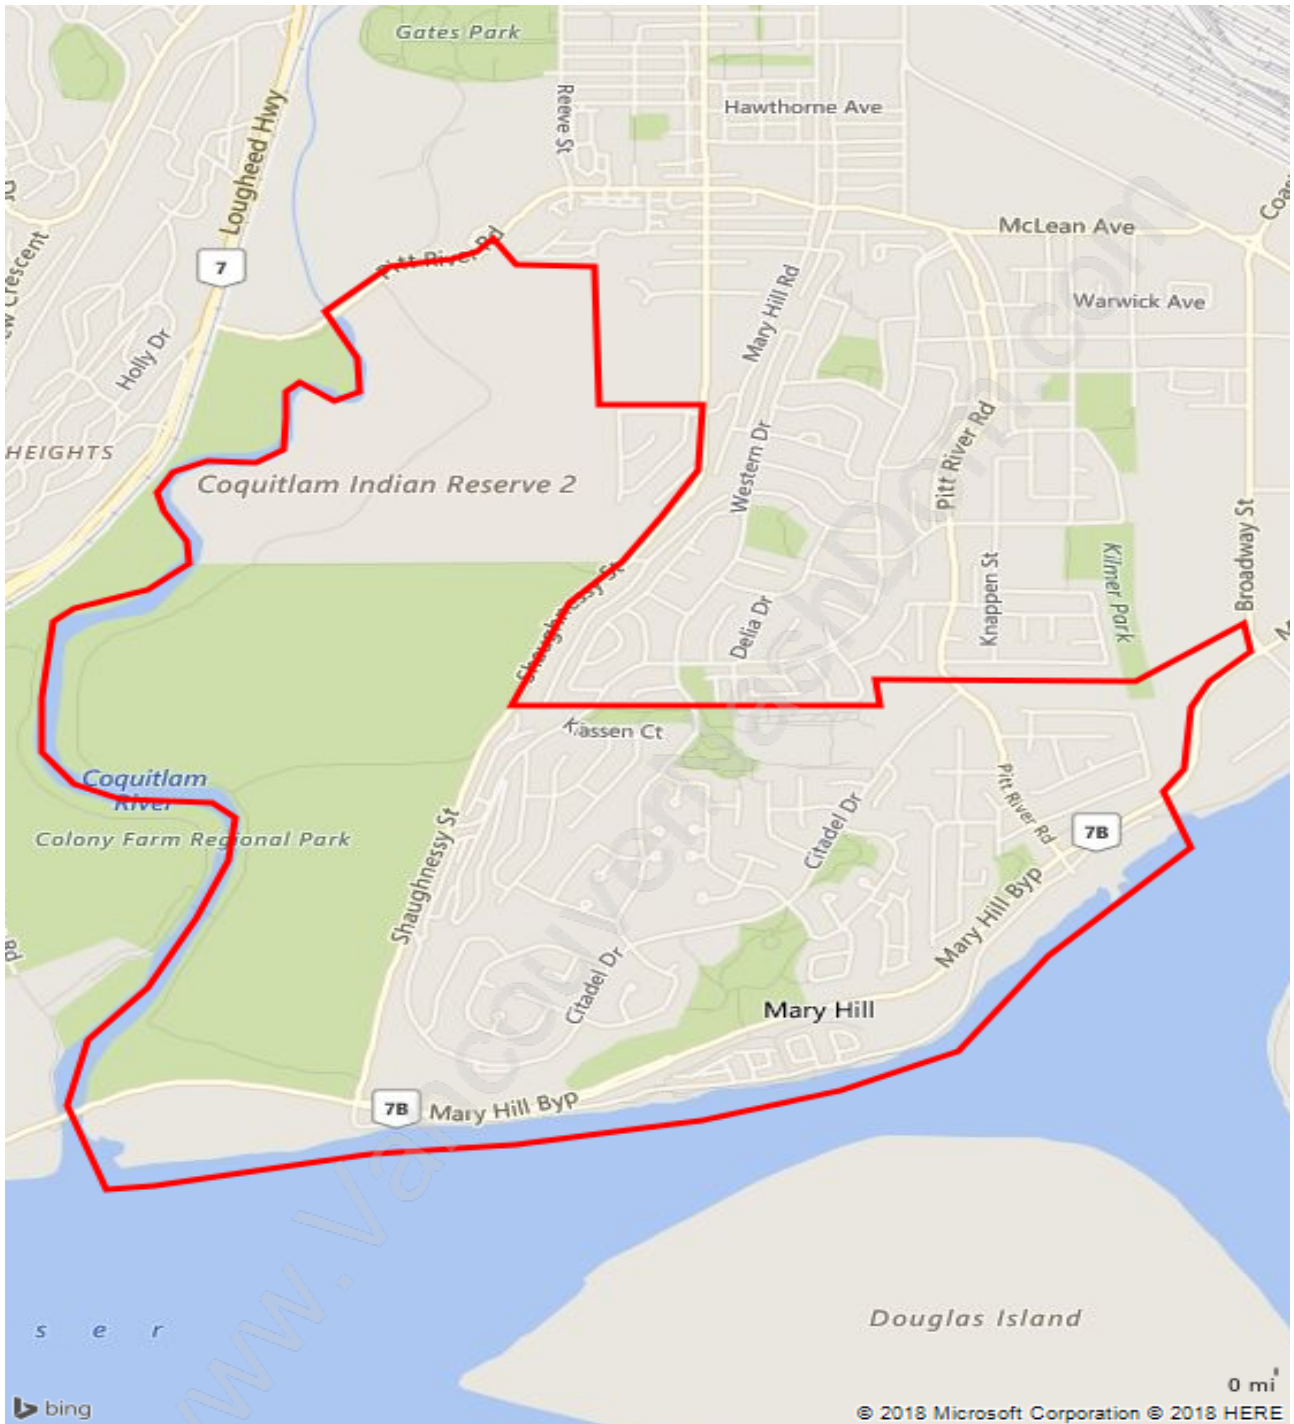 Gates Park
Reeve St
Hawthorne Ave
Lougheed Hwy
7
Pitt River Rd
McLean Ave
Crescent
Holly Dr
Mary Hill Rd
Warwick Ave
HEIGHTS
Coquitlam Indian Reserve 2
Western Dr
Pitt River Rd
Broadway St
Kilmer Park
Knappen St
Shaughnessy St
Delia Dr
Klassen Ct
Coquitlam
River
Colony Farm Regional Park
Shaughnessy St
Citadel Dr
Pitt River Rd
7B
Mary Hill Byp
Citadel Dr
Mary Hill
7B
Mary Hill Byp
Douglas Island
s e r
0 mi
bing
© 2018 Microsoft Corporation © 2018 HERE